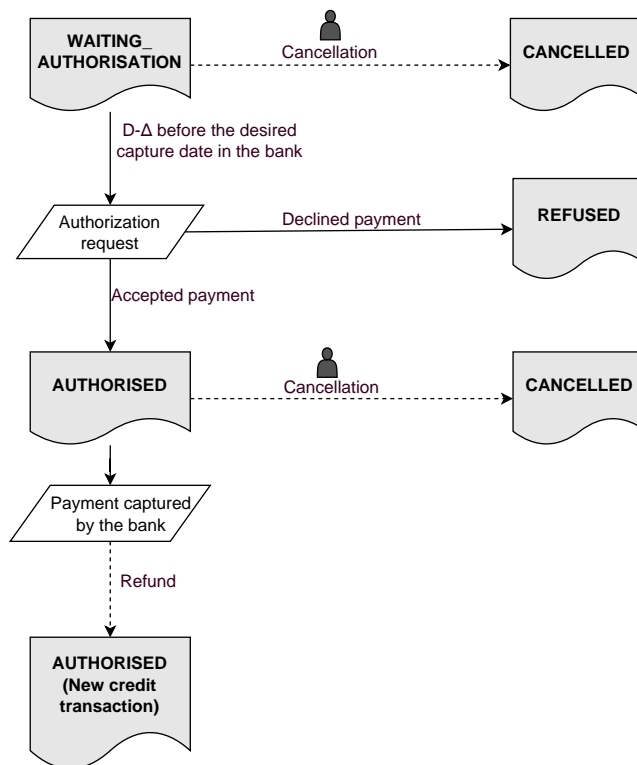 WAITING_
AUTHORISATION
Cancellation
CANCELLED
D-Δ before the desired
capture date in the bank
Authorization
request
Declined payment
REFUSED
Accepted payment
AUTHORISED
Cancellation
CANCELLED
Payment captured
by the bank
Refund
AUTHORISED
(New credit
transaction)